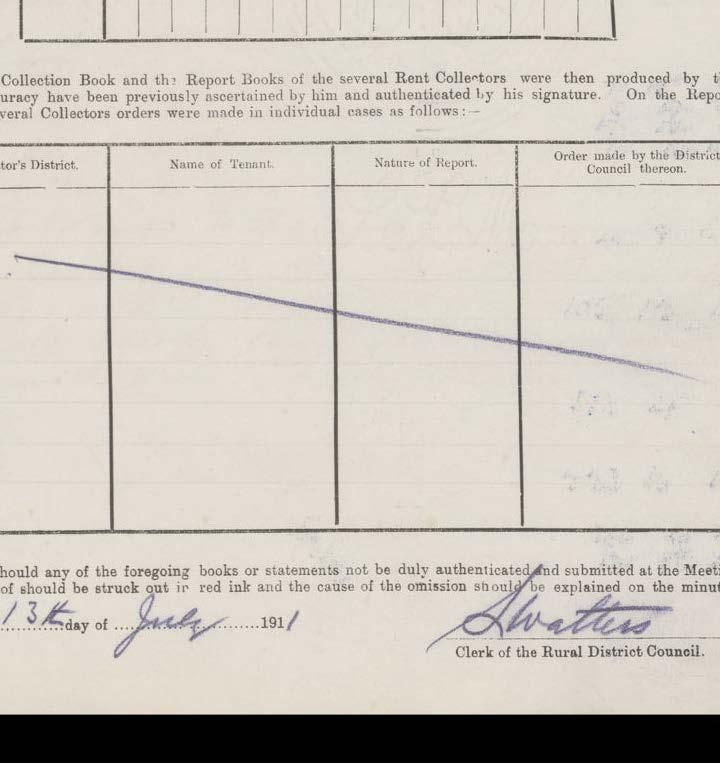 Collection Book and the Report Books of the several Rent Collectors were then produced by t
uracy have been previously ascertained by him and authenticated by his signature. On the Repo
veral Collectors orders were made in individual cases as follows:—
tor's District. Name of Tenant. Nature of Report. Order made by the District Council thereon.
hould any of the foregoing books or statements not be duly authenticated and submitted at the Meeti
of should be struck out in red ink and the cause of the omission should be explained on the minut
13th day of July 1911 SWatters
Clerk of the Rural District Council.